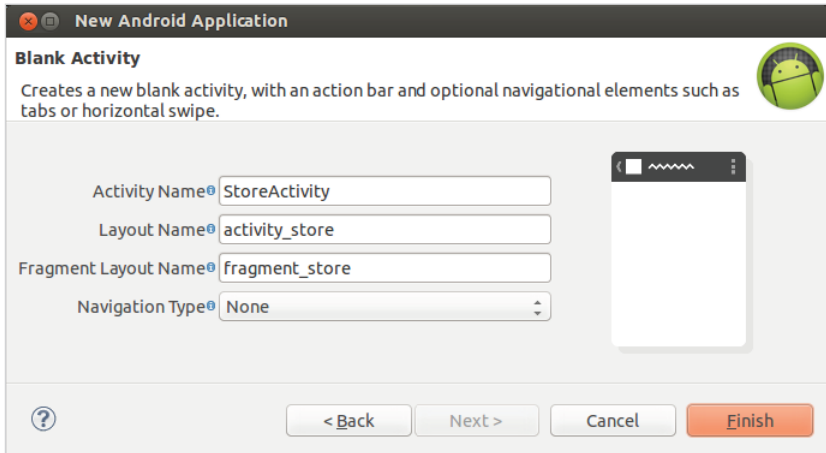 New Android Application
Blank Activity
Creates a new blank activity, with an action bar and optional navigational elements such as
tabs or horizontal swipe.
Activity Name StoreActivity
Layout Name activity_store
Fragment Layout Name fragment_store
Navigation Type None
? < Back Next > Cancel Finish